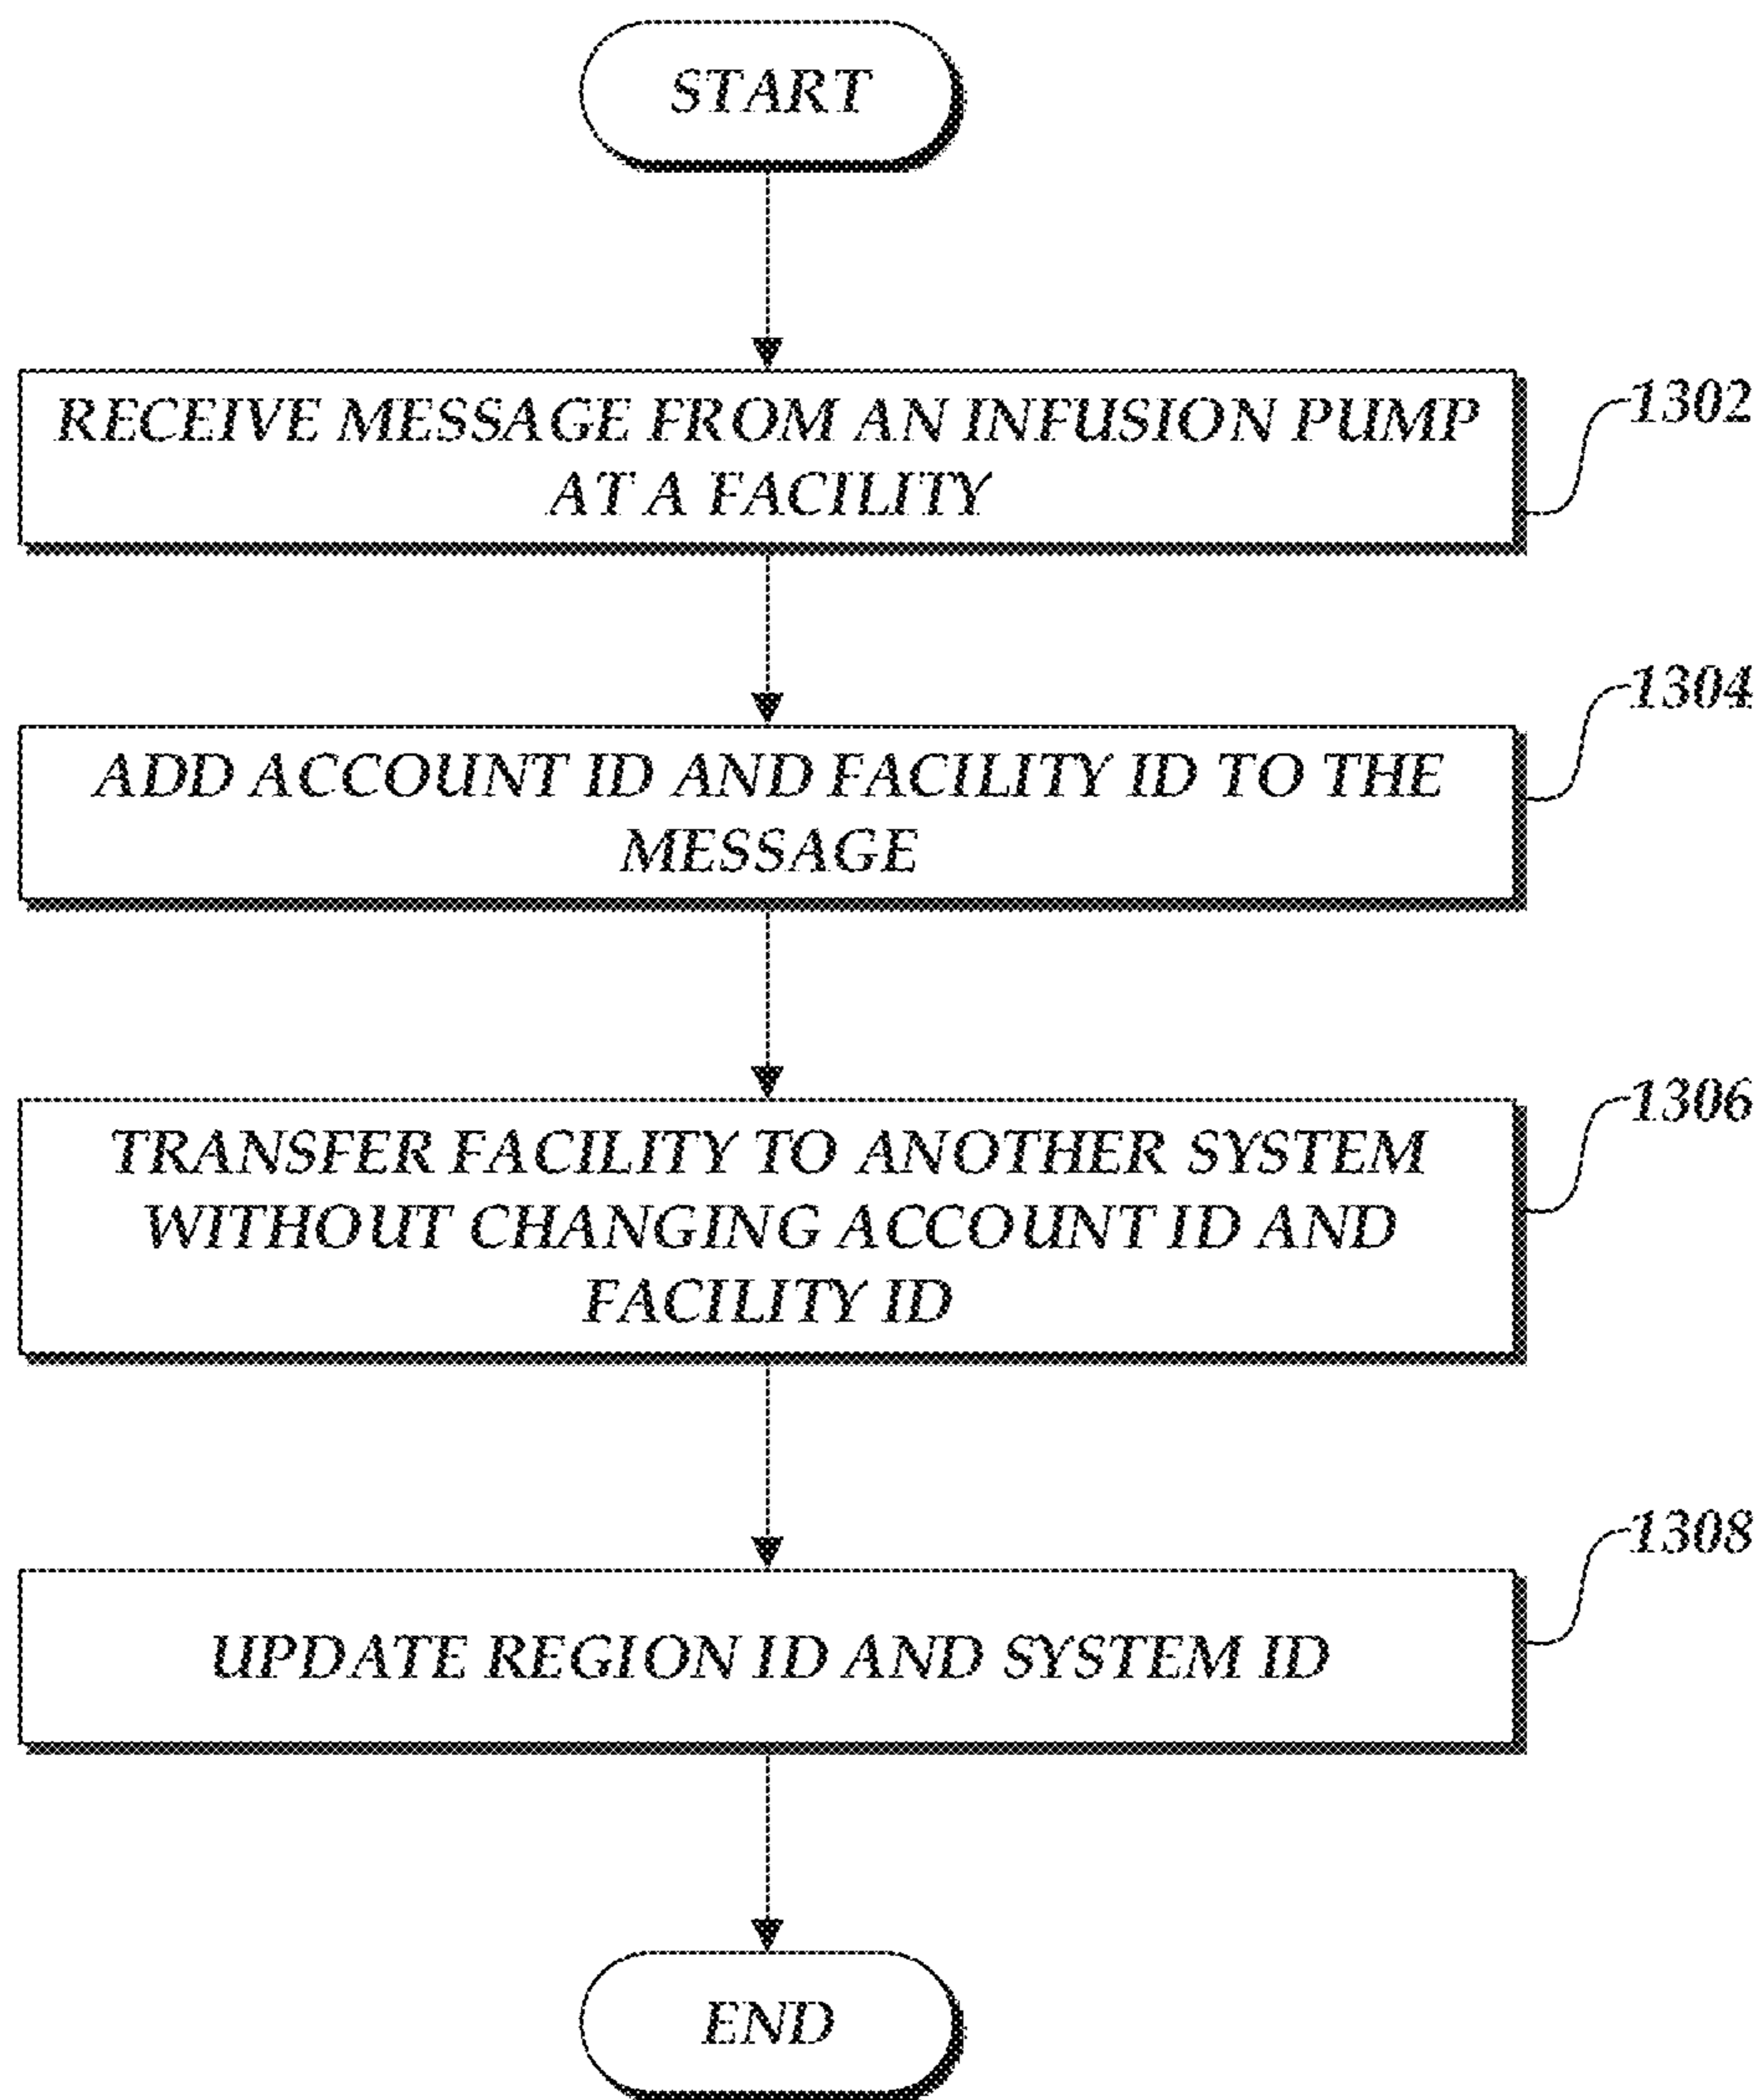 START
RECEIVE MESSAGE FROM AN INFUSION PUMP
AT A FACILITY
1302
ADD ACCOUNT ID AND FACILITY ID TO THE
MESSAGE
1304
TRANSFER FACILITY TO ANOTHER SYSTEM
WITHOUT CHANGING ACCOUNT ID AND
FACILITY ID
1306
UPDATE REGION ID AND SYSTEM ID
1308
END